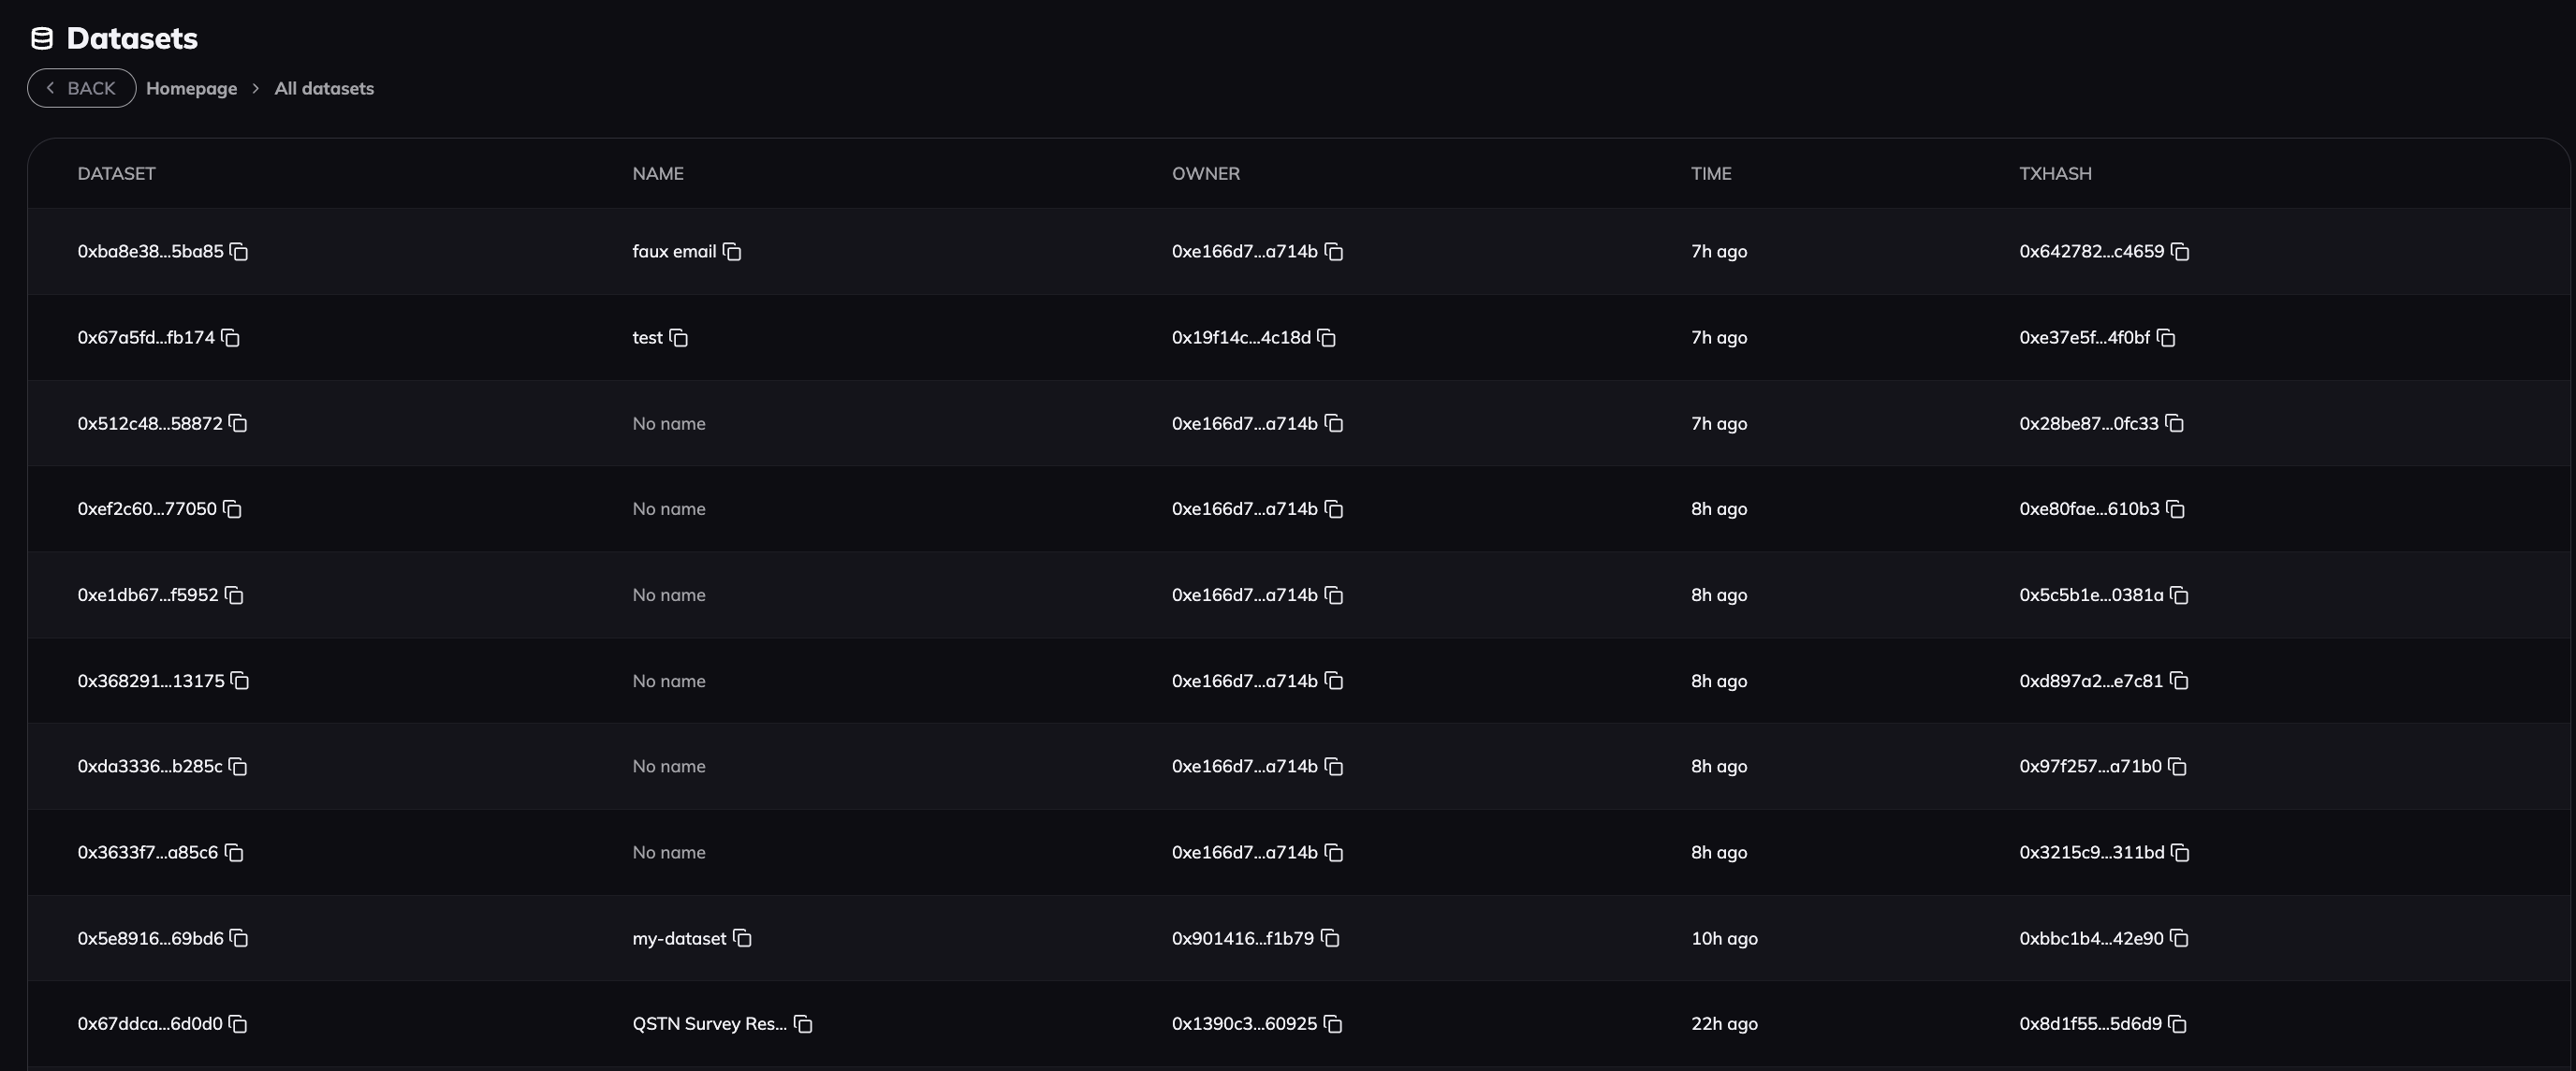 Datasets
BACK Homepage > All datasets
DATASET NAME OWNER TIME TXHASH
0xba8e38...5ba85 faux email 0xe166d7...a714b 7h ago 0x642782...c4659
0x67a5fd...fb174 test 0x19f14c...4c18d 7h ago 0xe37e5f...4f0bf
0x512c48...58872 No name 0xe166d7...a714b 7h ago 0x28be87...0fc33
0xef2c60...77050 No name 0xe166d7...a714b 8h ago 0xe80fae...610b3
0xe1db67...f5952 No name 0xe166d7...a714b 8h ago 0x5c5b1e...0381a
0x368291...13175 No name 0xe166d7...a714b 8h ago 0xd897a2...e7c81
0xda3336...b285c No name 0xe166d7...a714b 8h ago 0x97f257...a71b0
0x3633f7...a85c6 No name 0xe166d7...a714b 8h ago 0x3215c9...311bd
0x5e8916...69bd6 my-dataset 0x901416...f1b79 10h ago 0xbbc1b4...42e90
0x67ddca...6d0d0 QSTN Survey Res... 0x1390c3...60925 22h ago 0x8d1f55...5d6d9